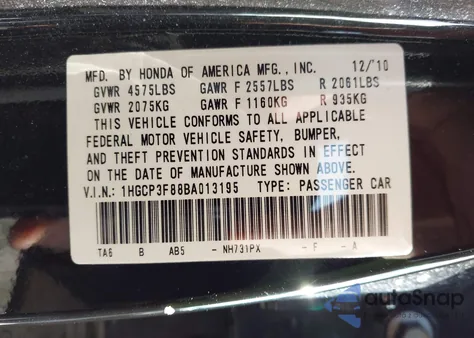 MFD. BY HONDA OF AMERICA MFG., INC. 12/'10
GVWR 4575LBS GAWR F 2557LBS R 2061LBS
GVWR 2075KG GAWR F 1160KG R 935KG
THIS VEHICLE CONFORMS TO ALL APPLICABLE
FEDERAL MOTOR VEHICLE SAFETY, BUMPER,
AND THEFT PREVENTION STANDARDS IN EFFECT
ON THE DATE OF MANUFACTURE SHOWN ABOVE.
V.I.N.: 1HGCP3F88BA013195 TYPE: PASSENGER CAR
TA6 B AB5 - NH731PX - F - A
autoSnap